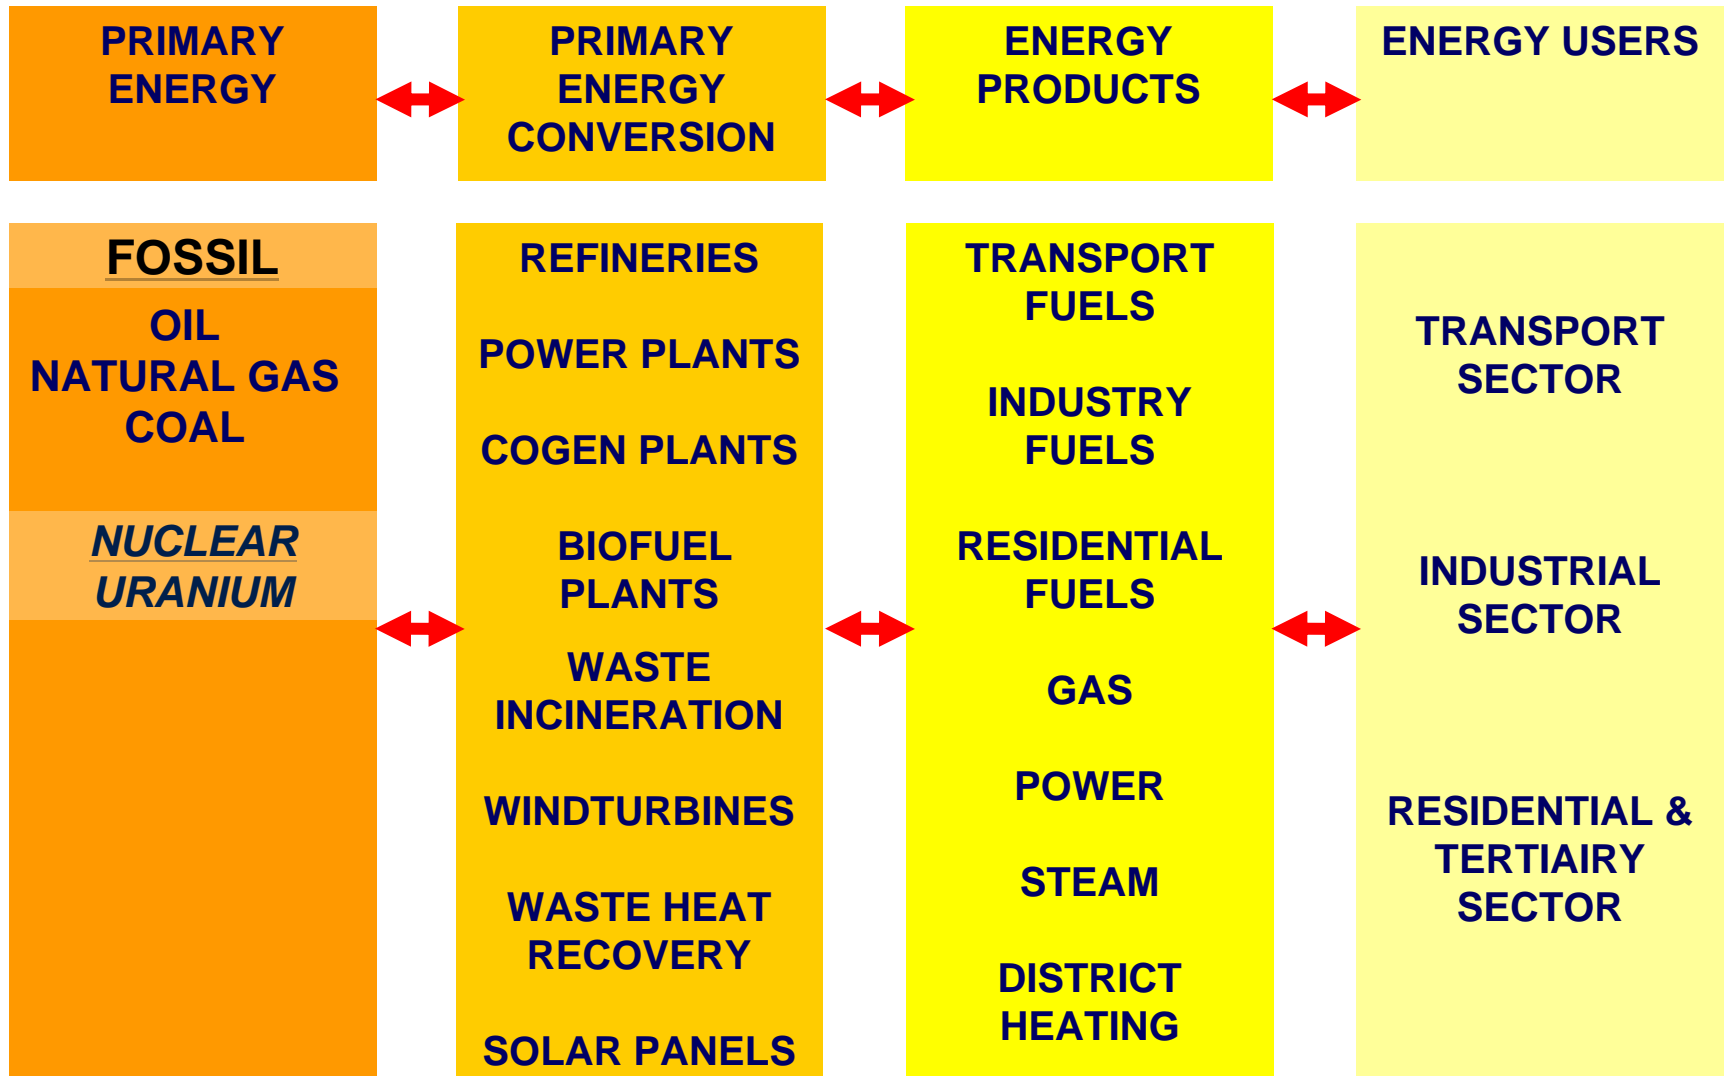 PRIMARY
ENERGY
PRIMARY
ENERGY
CONVERSION
ENERGY
PRODUCTS
ENERGY USERS
FOSSIL
OIL
NATURAL GAS
COAL
NUCLEAR
URANIUM
REFINERIES
POWER PLANTS
COGEN PLANTS
BIOFUEL
PLANTS
WASTE
INCINERATION
WINDTURBINES
WASTE HEAT
RECOVERY
SOLAR PANELS
TRANSPORT
FUELS
INDUSTRY
FUELS
RESIDENTIAL
FUELS
GAS
POWER
STEAM
DISTRICT
HEATING
TRANSPORT
SECTOR
INDUSTRIAL
SECTOR
RESIDENTIAL &
TERTIAIRY
SECTOR